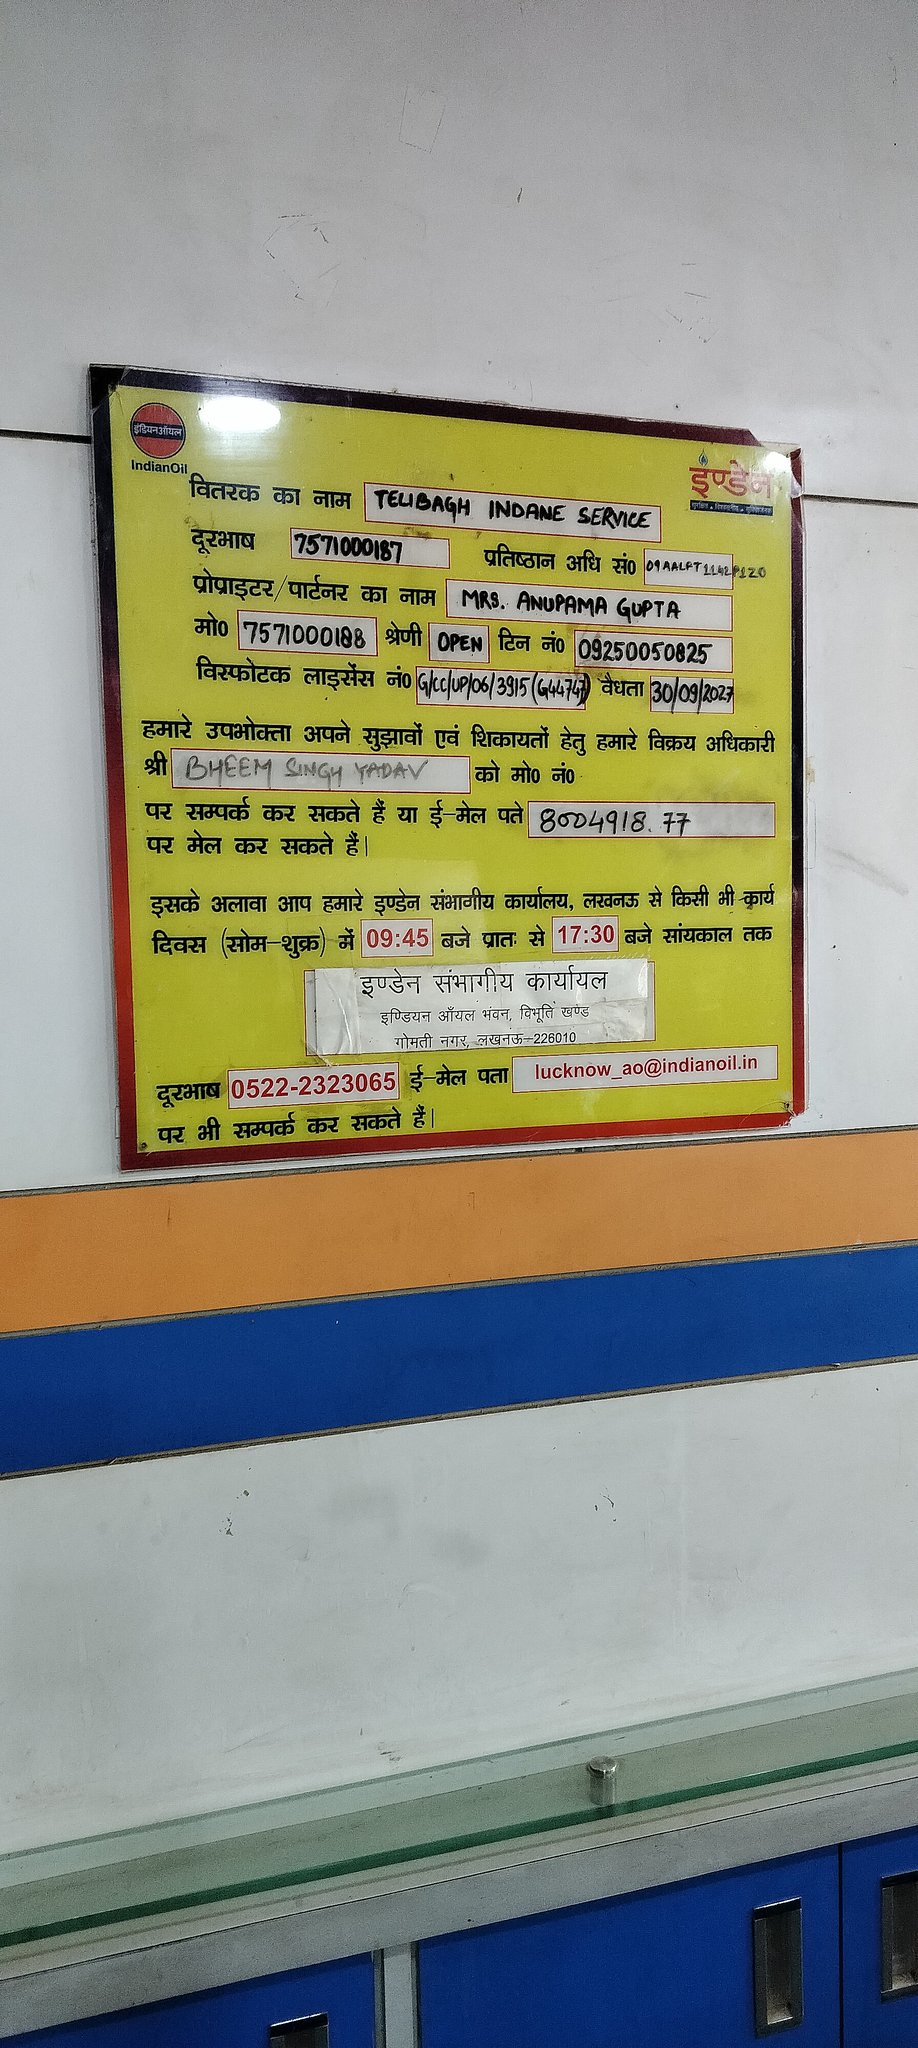 इंडियनऑयल
IndianOil
इण्डेन
वितरक का नाम TELIBAGH INDANE SERVICE
दूरभाष 7571000187 प्रतिष्ठान अधि सं० 09AALFT1142P1Z0
प्रोप्राइटर/पार्टनर का नाम MRS. ANUPAMA GUPTA
मो० 7571000188 श्रेणी OPEN टिन नं० 09250050825
विस्फोटक लाइसेंस नं० G/CC/UP/06/3915(G44747) वैधता 30/09/2027
हमारे उपभोक्ता अपने सुझावों एवं शिकायतों हेतु हमारे विक्रय अधिकारी
श्री BHEEM SINGH YADAV को मो० नं०
पर सम्पर्क कर सकते हैं या ई-मेल पते 8004918.77
पर मेल कर सकते हैं।
इसके अलावा आप हमारे इण्डेन संभागीय कार्यालय, लखनऊ से किसी भी कार्य
दिवस (सोम-शुक्र) में 09:45 बजे प्रातः से 17:30 बजे सांयकाल तक
इण्डेन संभागीय कार्यायल
इण्डियन ऑंयल भवन, विभूति खण्ड
गोमती नगर, लखनऊ-226010
दूरभाष 0522-2323065 ई-मेल पता lucknow_ao@indianoil.in
पर भी सम्पर्क कर सकते हैं।